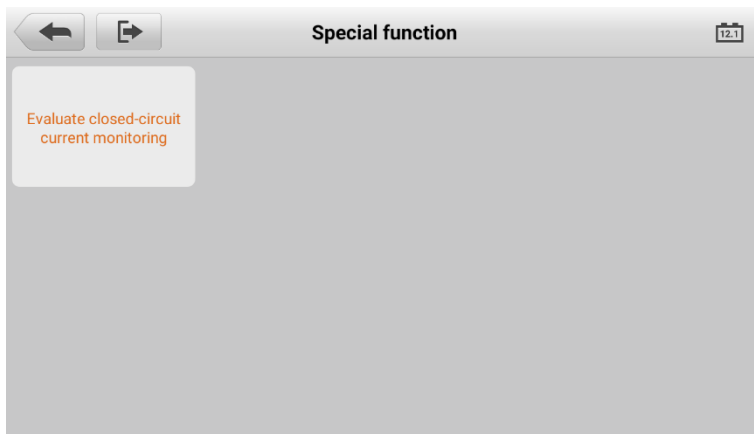 Special function
12.1
Evaluate closed-circuit
current monitoring